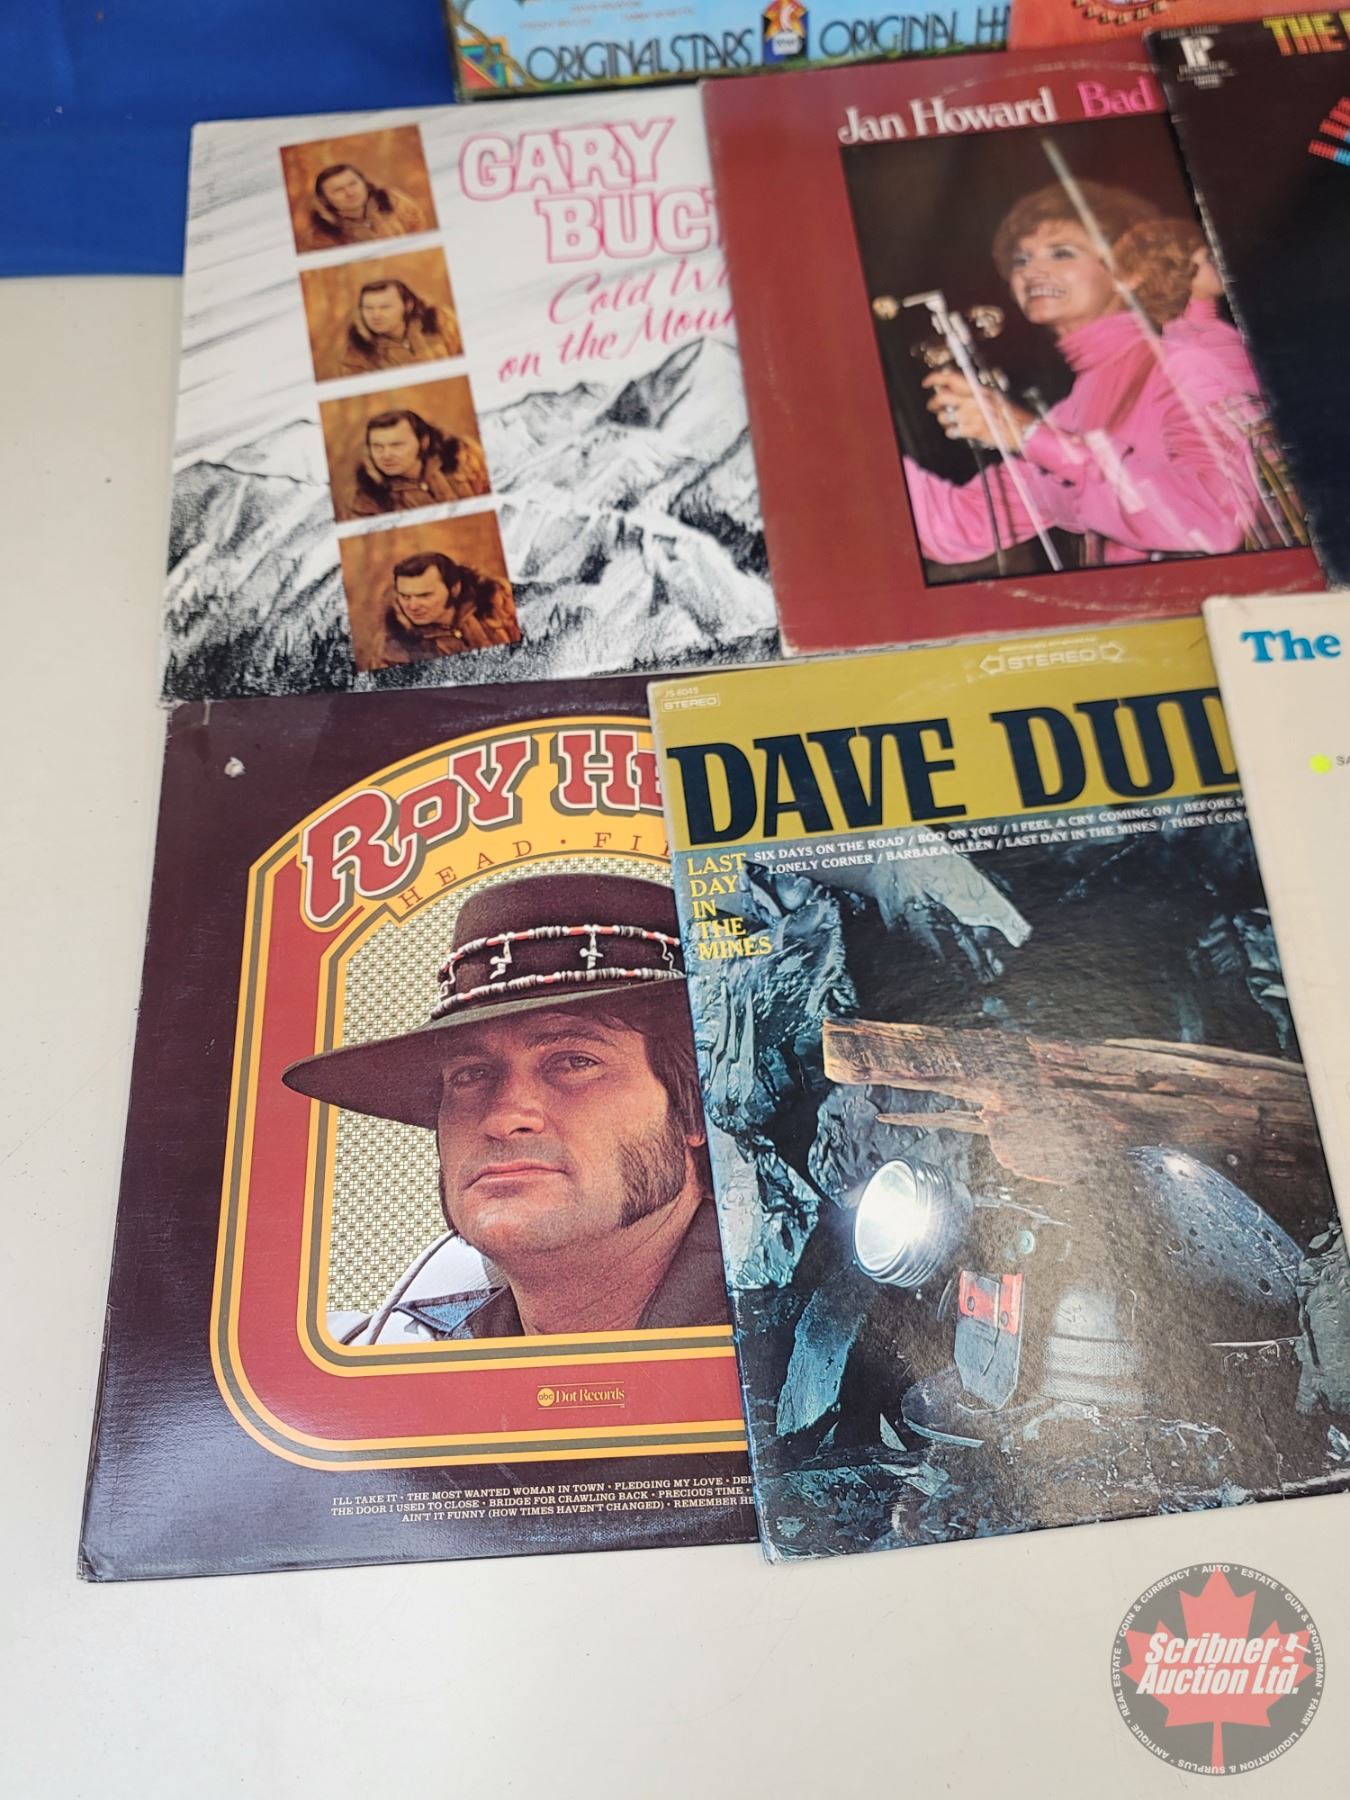 ORIGINAL STARS
ORIGINAL
GARY
BUC
Cold
on the
Jan Howard Bad
THE
STEREO
JS-6045
STEREO
DAVE DUD
SIX DAYS ON THE ROAD / BOO ON YOU / I FEEL A CRY COMING ON / BEFORE
LONELY CORNER / BARBARA ALLEN / LAST DAY IN THE MINES / THEN I CAN
LAST
DAY
IN
THE
MINES
The
ROY
HEAD · FI
abc Dot Records
I'LL TAKE IT · THE MOST WANTED WOMAN IN TOWN · PLEDGING MY LOVE ·
THE DOOR I USED TO CLOSE · BRIDGE FOR CRAWLING BACK · PRECIOUS TIME ·
AIN'T IT FUNNY (HOW TIMES HAVEN'T CHANGED) · REMEMBER
Scribner
Auction Ltd.
AUTO · ESTATE · GUN & SPORTSMAN · FARM · LIQUIDATION & SURPLUS · ANTIQUE · REAL ESTATE · COIN & CURRENCY ·